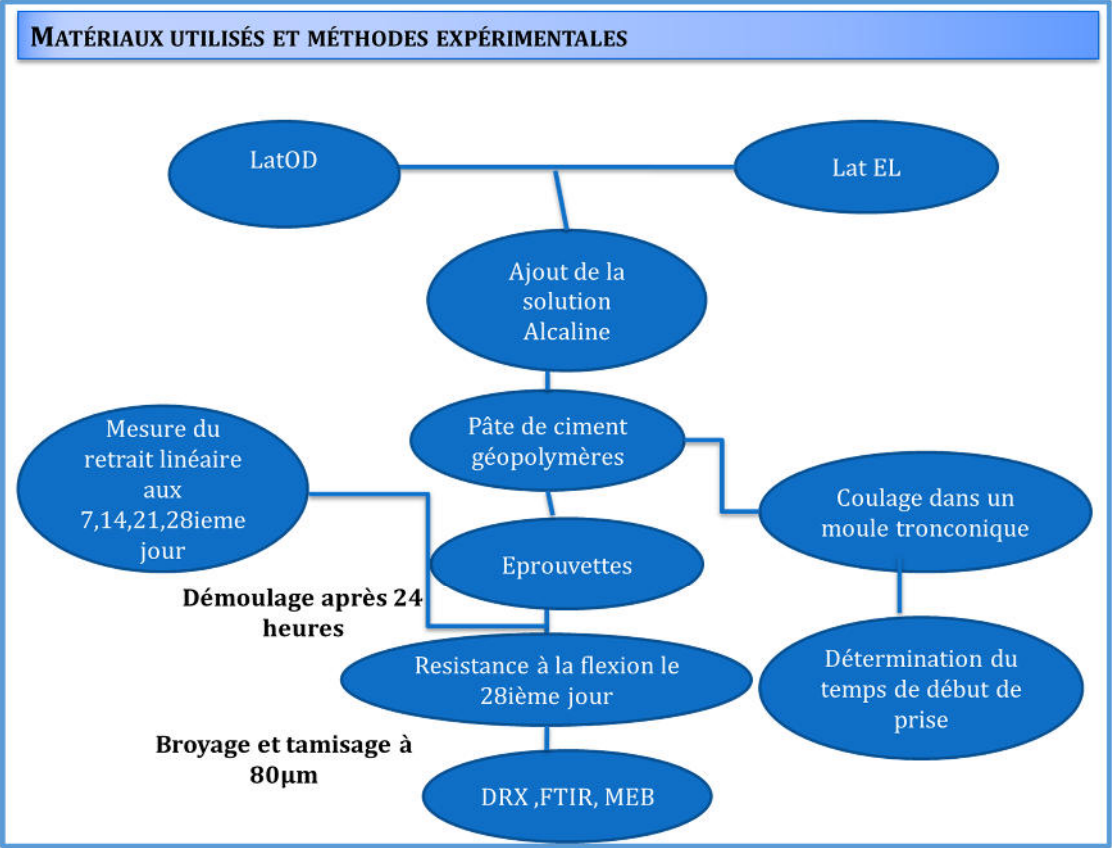 MATÉRIAUX UTILISÉS ET MÉTHODES EXPÉRIMENTALES
LatOD
Lat EL
Ajout de la
solution
Alcaline
Pâte de ciment
géopolymères
Mesure du
retrait linéaire
aux
7,14,21,28ieme
jour
Coulage dans un
moule tronconique
Eprouvettes
Démoulage après 24
heures
Resistance à la flexion le
28ième jour
Détermination du
temps de début de
prise
Broyage et tamisage à
80µm
DRX ,FTIR, MEB